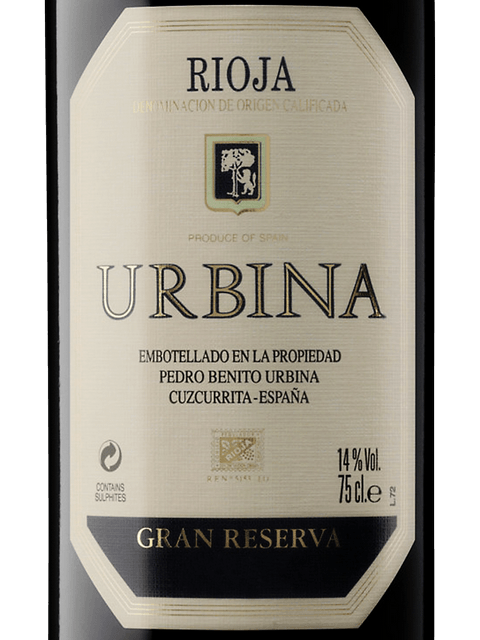 RIOJA
DENOMINACION DE ORIGEN CALIFICADA
PRODUCE OF SPAIN
URBINA
EMBOTELLADO EN LA PROPIEDAD
PEDRO BENITO URBINA
CUZCURRITA-ESPAÑA
RIOJA
CONTAINS
SULPHITES
14 % Vol.
75 cl.e
L.72
GRAN RESERVA